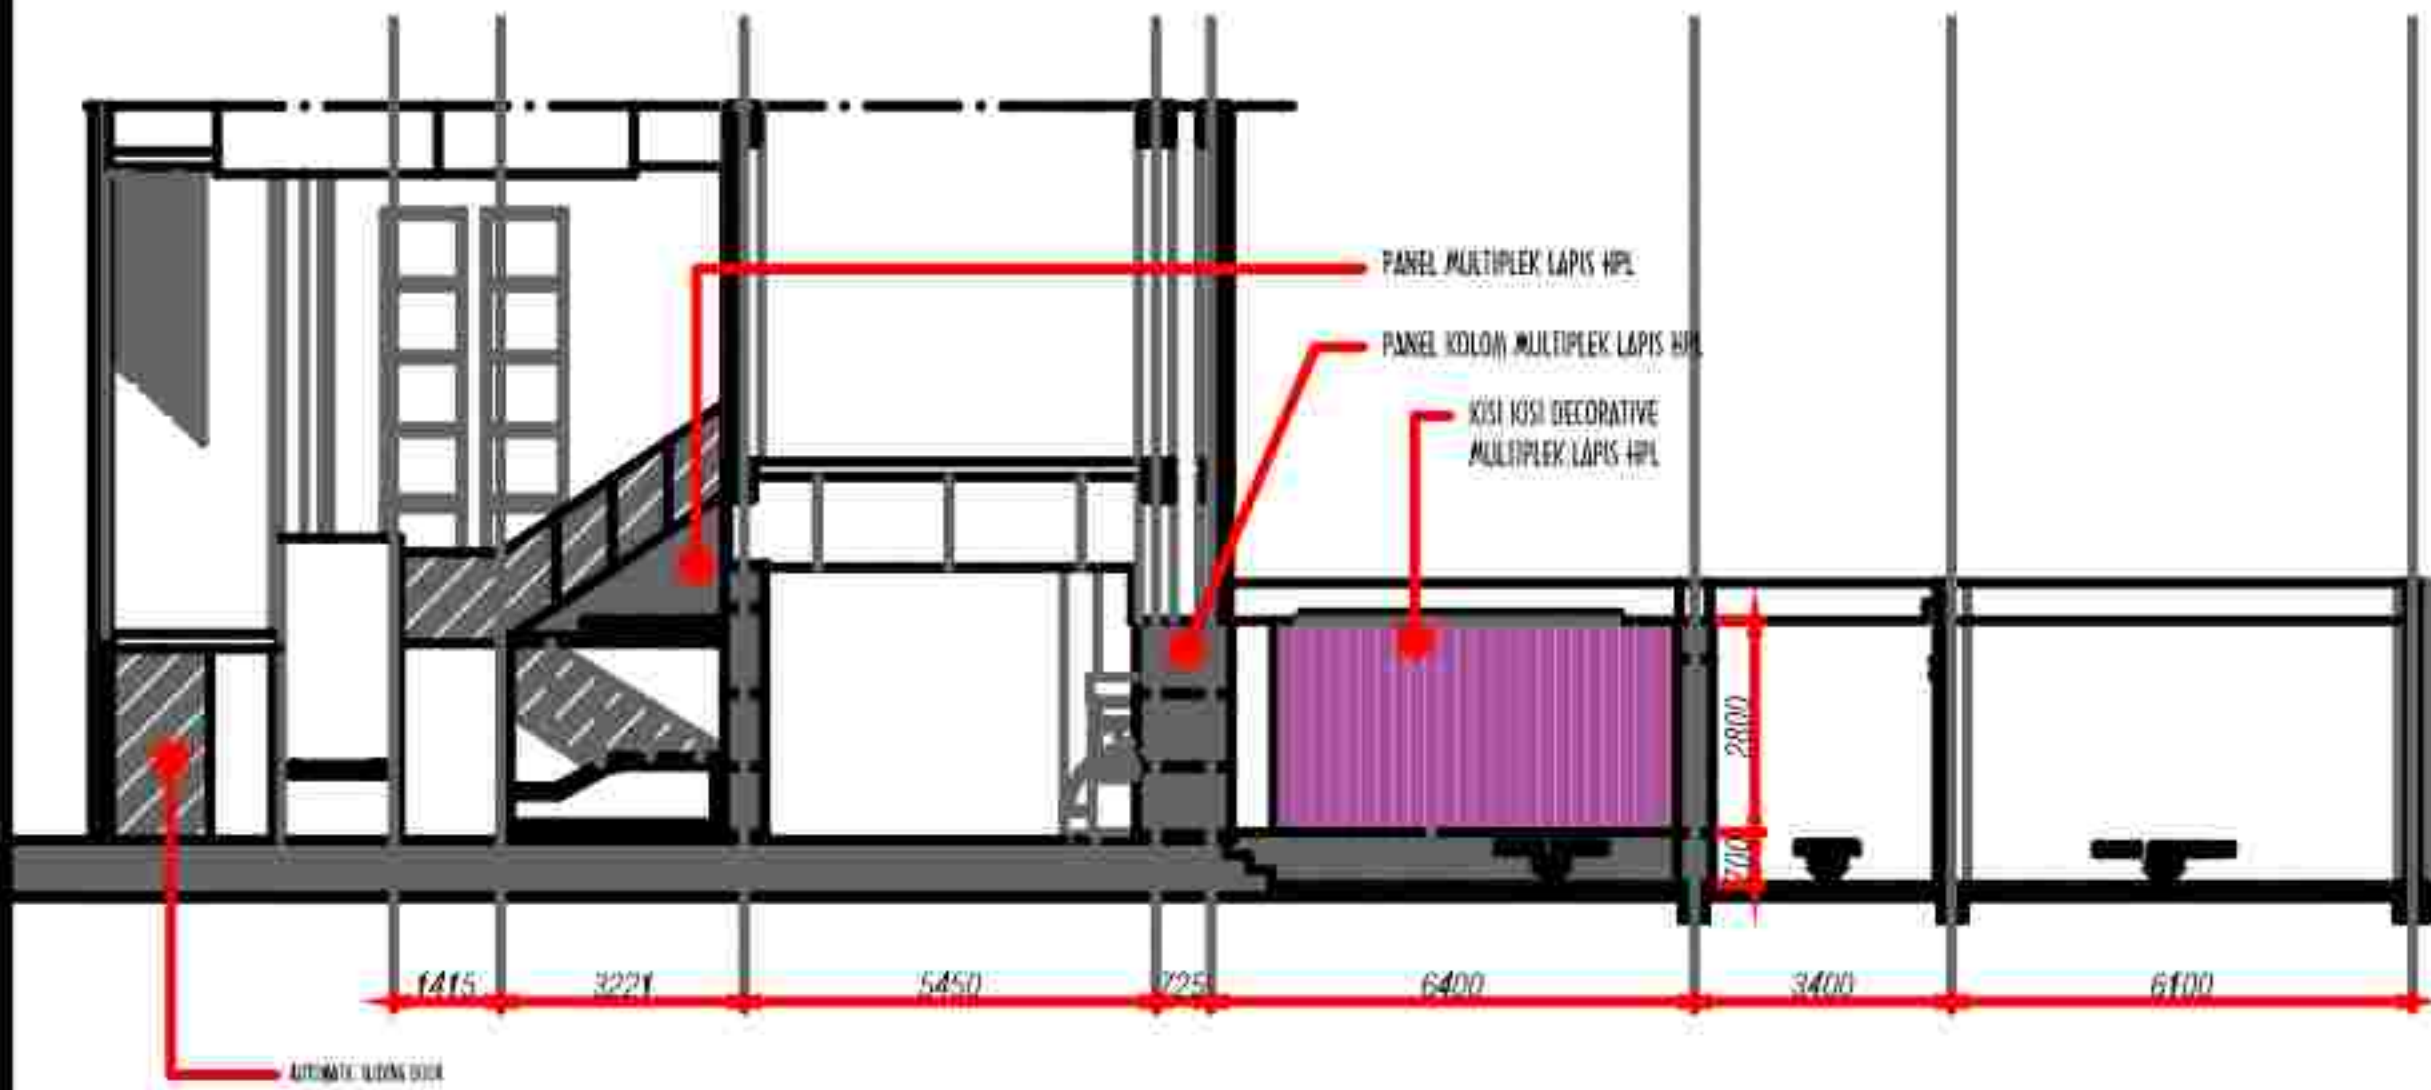 PANEL MULTIPLEK LAPIS HPL
PANEL KOLOM MULTIPLEK LAPIS HPL
KISI KISI DECORATIVE
MULTIPLEK LAPIS HPL
2800
700
1415
3221
5450
725
6400
3400
6100
AUTOMATIC SLIDING DOOR